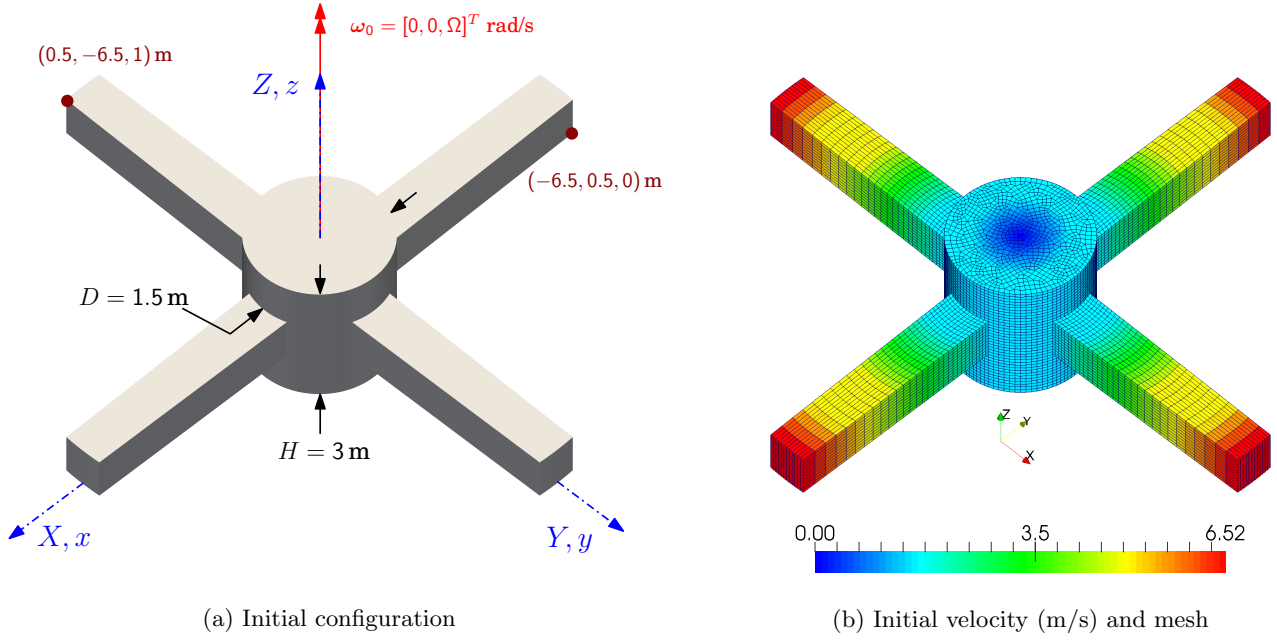 ω₀ = [0, 0, Ω]ᵀ rad/s
(0.5, −6.5, 1) m
Z, z
(−6.5, 0.5, 0) m
D = 1.5 m
H = 3 m
X, x
Y, y
(a) Initial configuration
Z
Y
X
0.00 3.5 6.52
(b) Initial velocity (m/s) and mesh